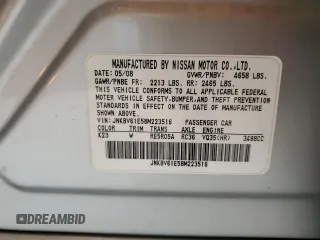 MANUFACTURED BY NISSAN MOTOR CO.,LTD.
DATE: 05/08 GVWR/PNBV: 4658 LBS.
GAWR/PNBE FR: 2213 LBS. RR: 2485 LBS.
THIS VEHICLE CONFORMS TO ALL APPLICABLE FEDERAL
MOTOR VEHICLE SAFETY,BUMPER,AND THEFT PREVENTION
STANDARDS IN EFFECT ON THE DATE OF MANUFACTURE
SHOWN ABOVE.
VIN: JNKBV61E58M223516 PASSENGER CAR
COLOR TRIM TRANS AXLE ENGINE
K23 W RE5R05A RC36 VQ35(HR) 3498CC
JNKBV61E58M223516
DREAMBID